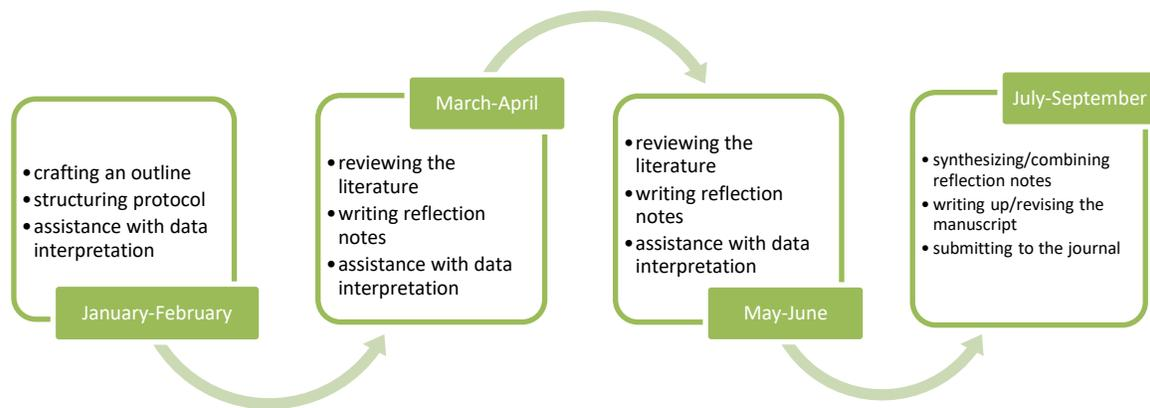 January-February
• crafting an outline
• structuring protocol
• assistance with data
interpretation
March-April
• reviewing the
literature
• writing reflection
notes
• assistance with data
interpretation
May-June
• reviewing the
literature
• writing reflection
notes
• assistance with data
interpretation
July-September
• synthesizing/combining
reflection notes
• writing up/revising the
manuscript
• submitting to the journal